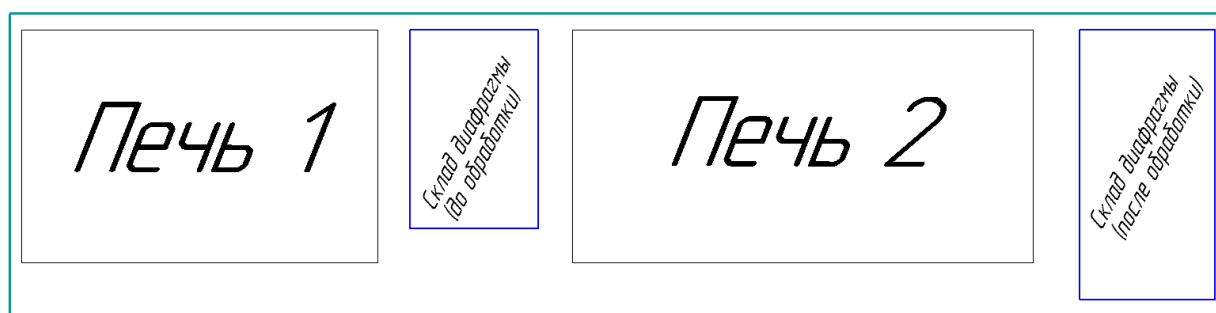 Печь 1
Склад диафрагмы
(до обработки)
Печь 2
Склад диафрагмы
(после обработки)